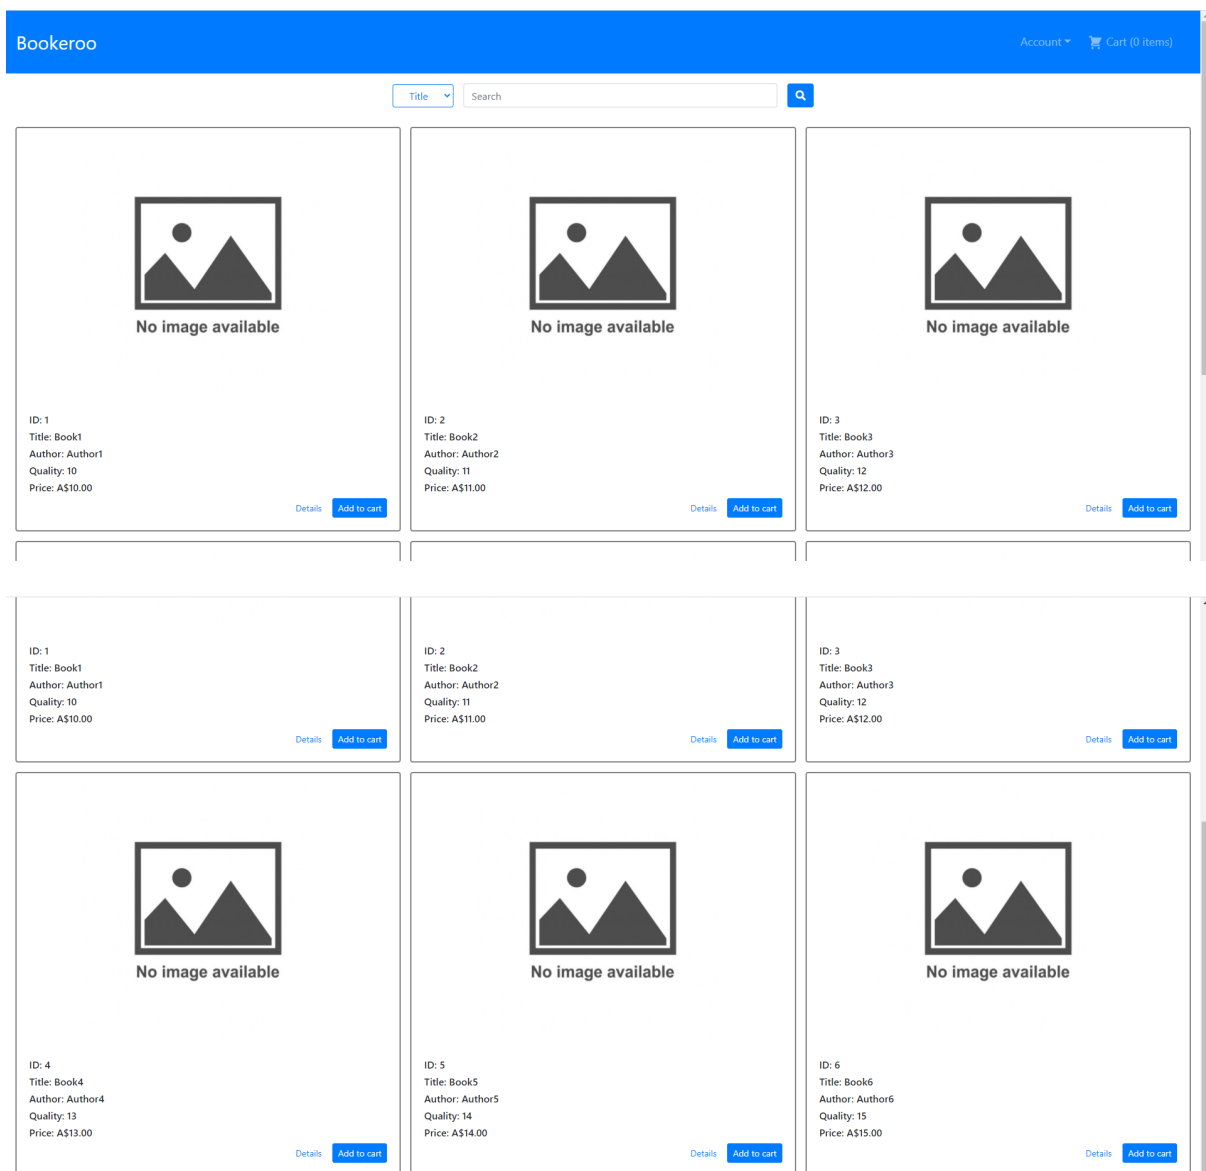 Bookeroo
Account
Cart (0 items)
Title
Search
No image available
No image available
No image available
ID: 1
Title: Book1
Author: Author1
Quality: 10
Price: A$10.00
Details
Add to cart
ID: 2
Title: Book2
Author: Author2
Quality: 11
Price: A$11.00
Details
Add to cart
ID: 3
Title: Book3
Author: Author3
Quality: 12
Price: A$12.00
Details
Add to cart
ID: 1
Title: Book1
Author: Author1
Quality: 10
Price: A$10.00
Details
Add to cart
ID: 2
Title: Book2
Author: Author2
Quality: 11
Price: A$11.00
Details
Add to cart
ID: 3
Title: Book3
Author: Author3
Quality: 12
Price: A$12.00
Details
Add to cart
No image available
No image available
No image available
ID: 4
Title: Book4
Author: Author4
Quality: 13
Price: A$13.00
Details
Add to cart
ID: 5
Title: Book5
Author: Author5
Quality: 14
Price: A$14.00
Details
Add to cart
ID: 6
Title: Book6
Author: Author6
Quality: 15
Price: A$15.00
Details
Add to cart